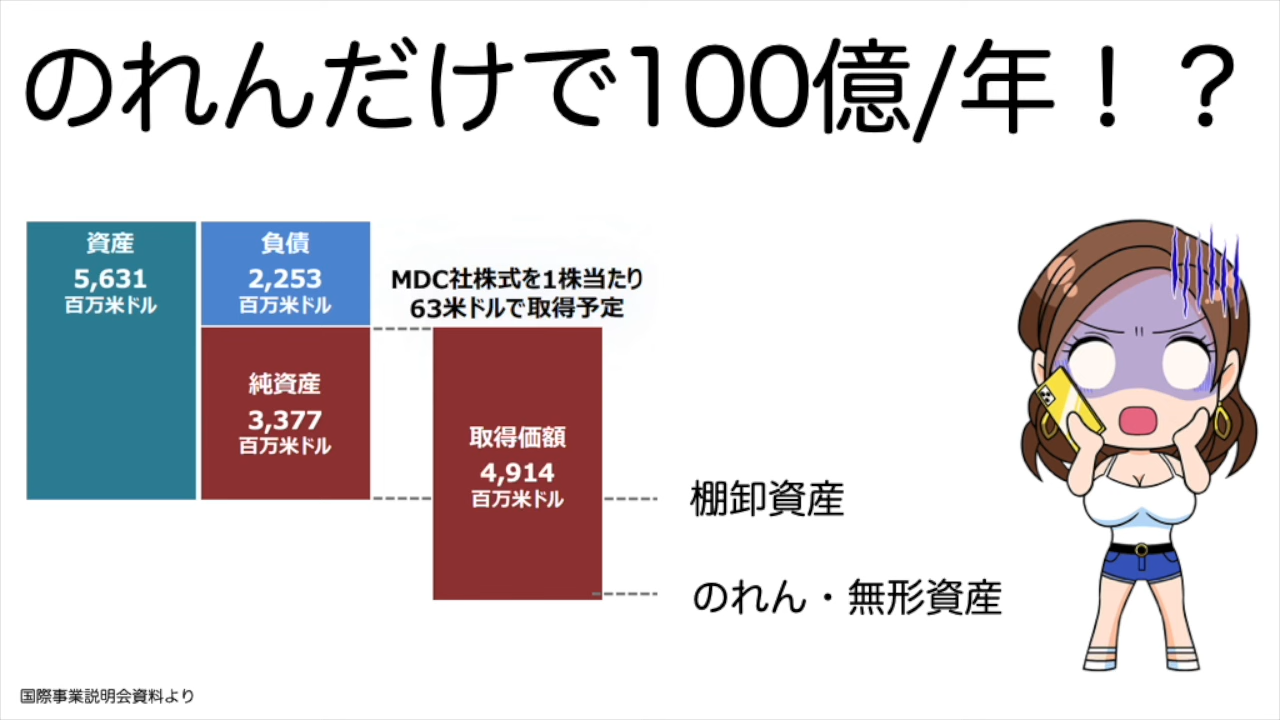 のれんだけで100億/年！？
資産
5,631
百万米ドル
負債
2,253
百万米ドル
純資産
3,377
百万米ドル
MDC社株式を1株当たり
63米ドルで取得予定
取得価額
4,914
百万米ドル
棚卸資産
のれん・無形資産
国際事業説明会資料より